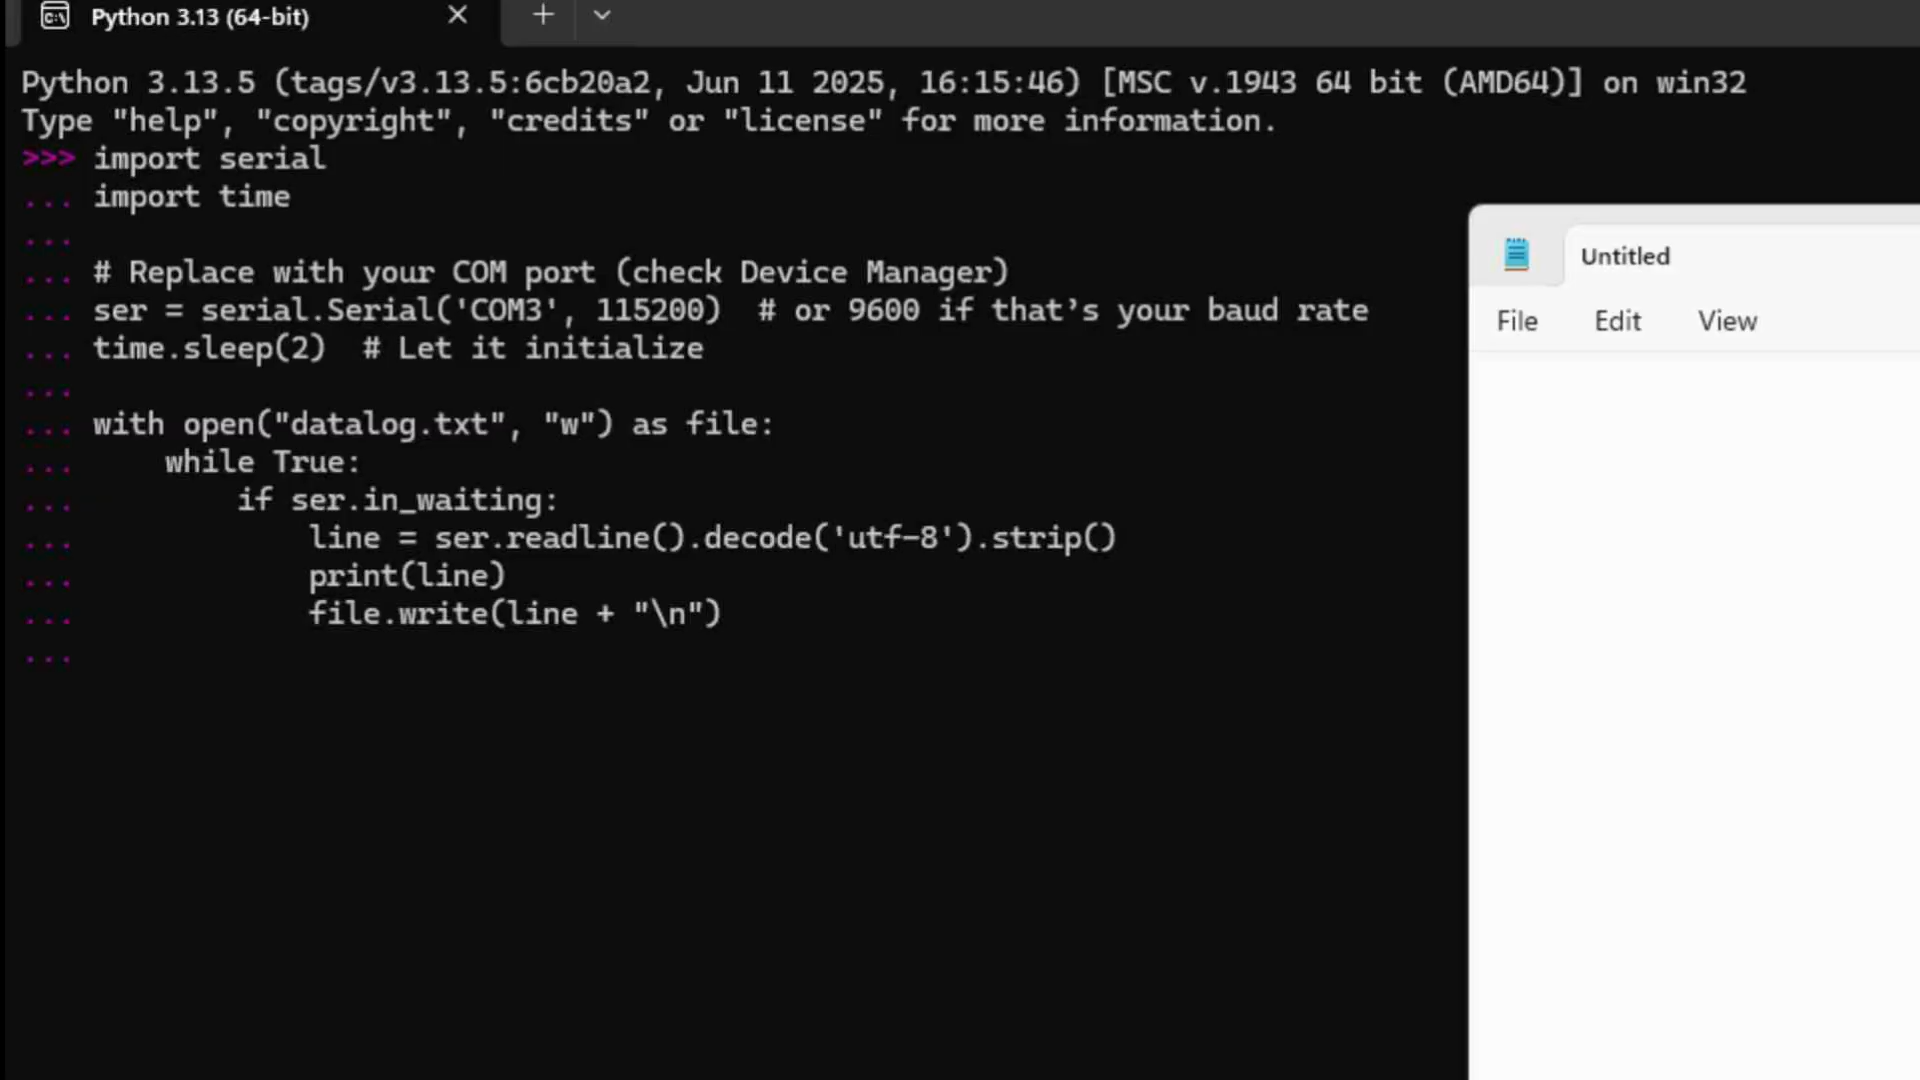 Python 3.13 (64-bit)
Python 3.13.5 (tags/v3.13.5:6cb20a2, Jun 11 2025, 16:15:46) [MSC v.1943 64 bit (AMD64)] on win32
Type "help", "copyright", "credits" or "license" for more information.
>>> import serial
... import time
...
... # Replace with your COM port (check Device Manager)
... ser = serial.Serial('COM3', 115200)  # or 9600 if that’s your baud rate
... time.sleep(2)  # Let it initialize
...
... with open("datalog.txt", "w") as file:
...     while True:
...         if ser.in_waiting:
...             line = ser.readline().decode('utf-8').strip()
...             print(line)
...             file.write(line + "\n")
...
Untitled
File Edit View